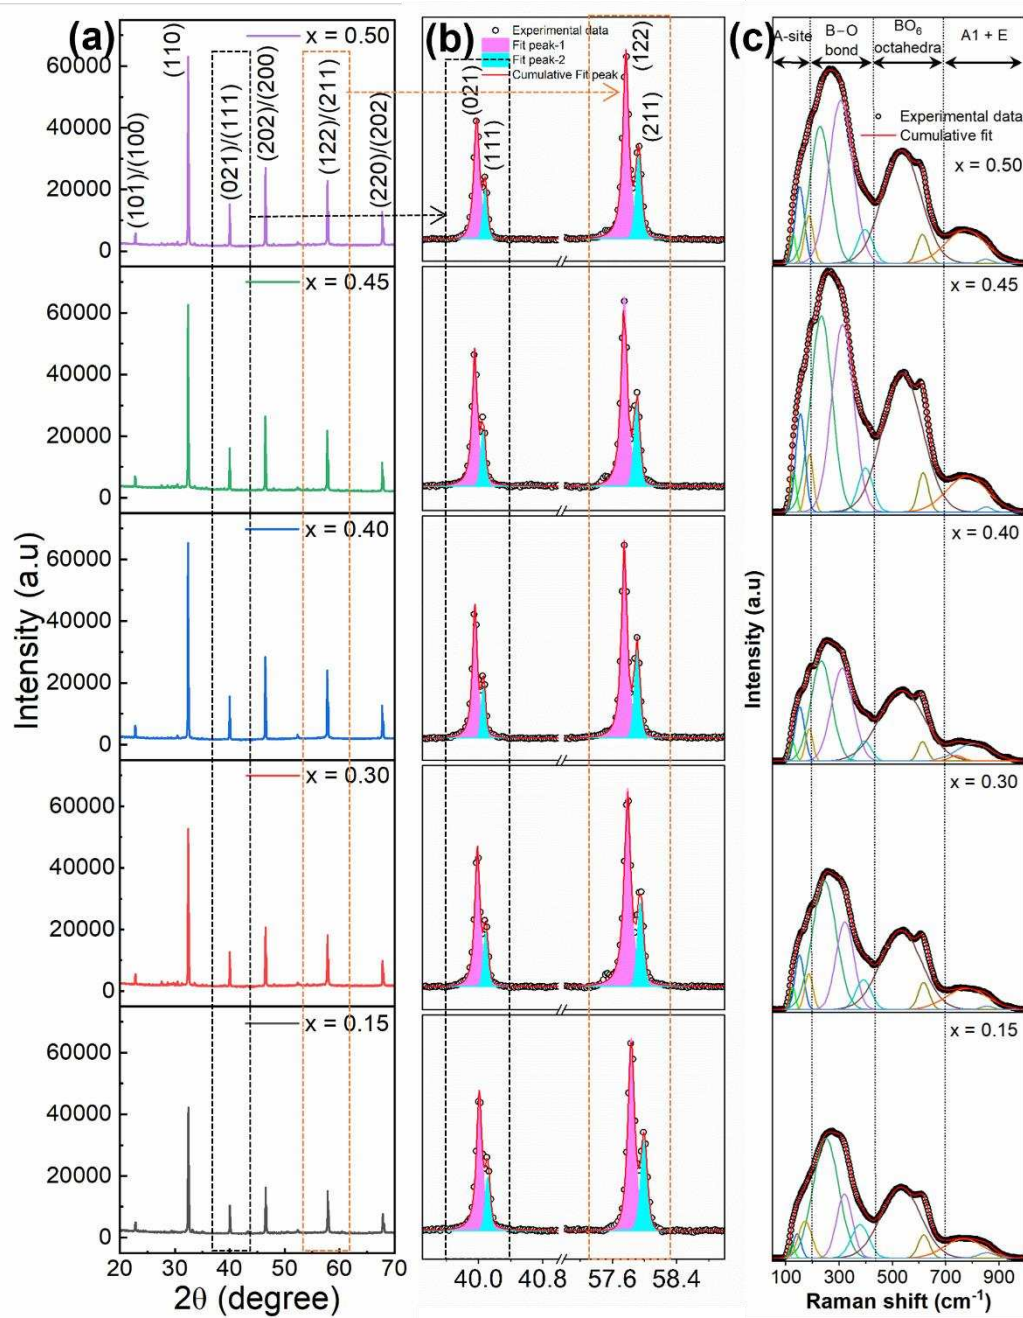 (a)
x = 0.50
(101)/(100)
(110)
(021)/(111)
(202)/(200)
(122)/(211)
(220)/(202)
60000
40000
20000
0
x = 0.45
60000
40000
20000
0
x = 0.40
60000
40000
20000
0
x = 0.30
60000
40000
20000
0
x = 0.15
60000
40000
20000
0
20 30 40 50 60 70
2θ (degree)
Intensity (a.u)
(b)
Experimental data
Fit peak-1
Fit peak-2
Cumulative Fit peak
(021)
(111)
(122)
(211)
40.0 40.8 57.6 58.4
(c)
A-site
B–O
bond
BO6
octahedra
A1 + E
Experimental data
Cumulative fit
x = 0.50
x = 0.45
x = 0.40
x = 0.30
x = 0.15
Intensity (a.u)
100 300 500 700 900
Raman shift (cm-1)